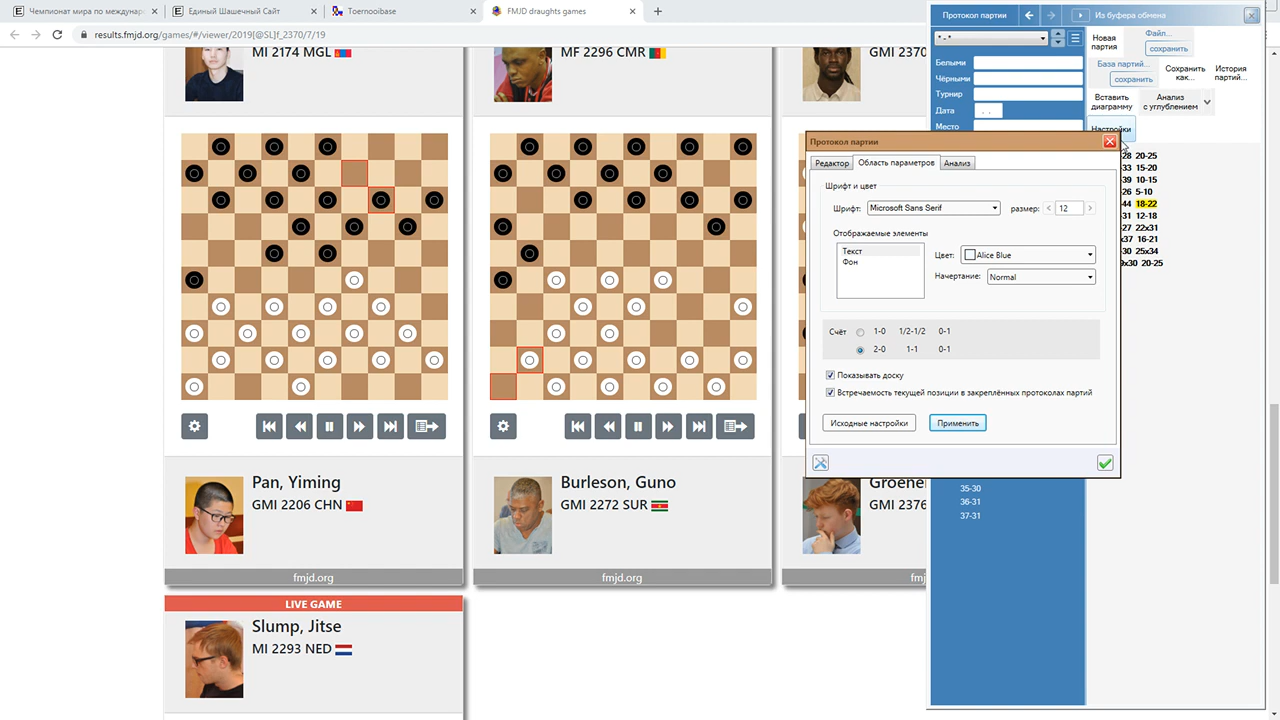 Чемпионат мира по междунар
Единый Шашечный Сайт
Toernooibase
FMJD draughts games
results.fmjd.org/games/#/viewer/2019[@SLJ_2370/7/19
MI 2174 MGL
MF 2296 CMR
GMI 2370
Pan, Yiming
GMI 2206 CHN
fmjd.org
Burleson, Guno
GMI 2272 SUR
fmjd.org
Groene
GMI 2376
fm
LIVE GAME
Slump, Jitse
MI 2293 NED
Протокол партии
Из буфера обмена
*-*
Белыми
Чёрными
Турнир
Дата
. .
Место
Новая партия
Файл...
сохранить
База партий...
сохранить
Сохранить как...
История партий...
Вставить диаграмму
Анализ с углублением
Настройки
28 20-25
33 15-20
39 10-15
26 5-10
44 18-22
31 12-18
27 22x31
x37 16-21
30 25x34
9x30 20-25
35-30
36-31
37-31
Протокол партии
Редактор
Область параметров
Анализ
Шрифт и цвет
Шрифт: Microsoft Sans Serif
размер: < 12 >
Отображаемые элементы
Текст
Фон
Цвет: Alice Blue
Начертание: Normal
Счёт
1-0 1/2-1/2 0-1
2-0 1-1 0-1
Показывать доску
Встречаемость текущей позиции в закреплённых протоколах партий
Исходные настройки
Применить